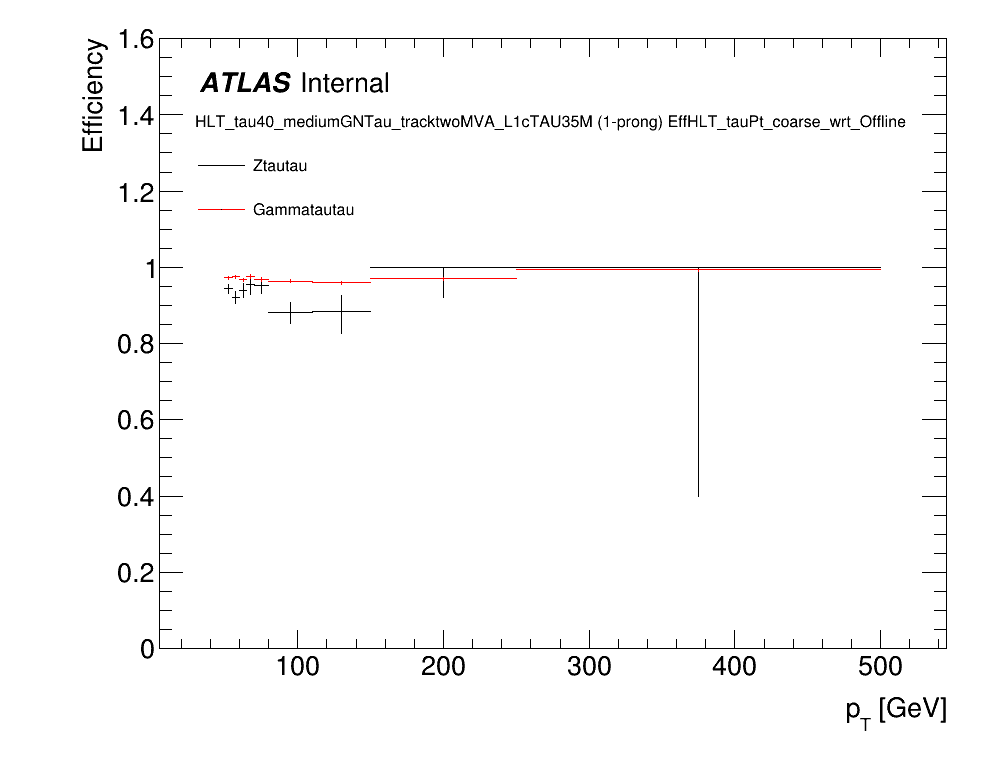 Efficiency
1.6
1.4
1.2
1
0.8
0.6
0.4
0.2
0
ATLAS Internal
HLT_tau40_mediumGNTau_tracktwoMVA_L1cTAU35M (1-prong) EffHLT_tauPt_coarse_wrt_Offline
Ztautau
Gammatautau
100 200 300 400 500
p_T [GeV]